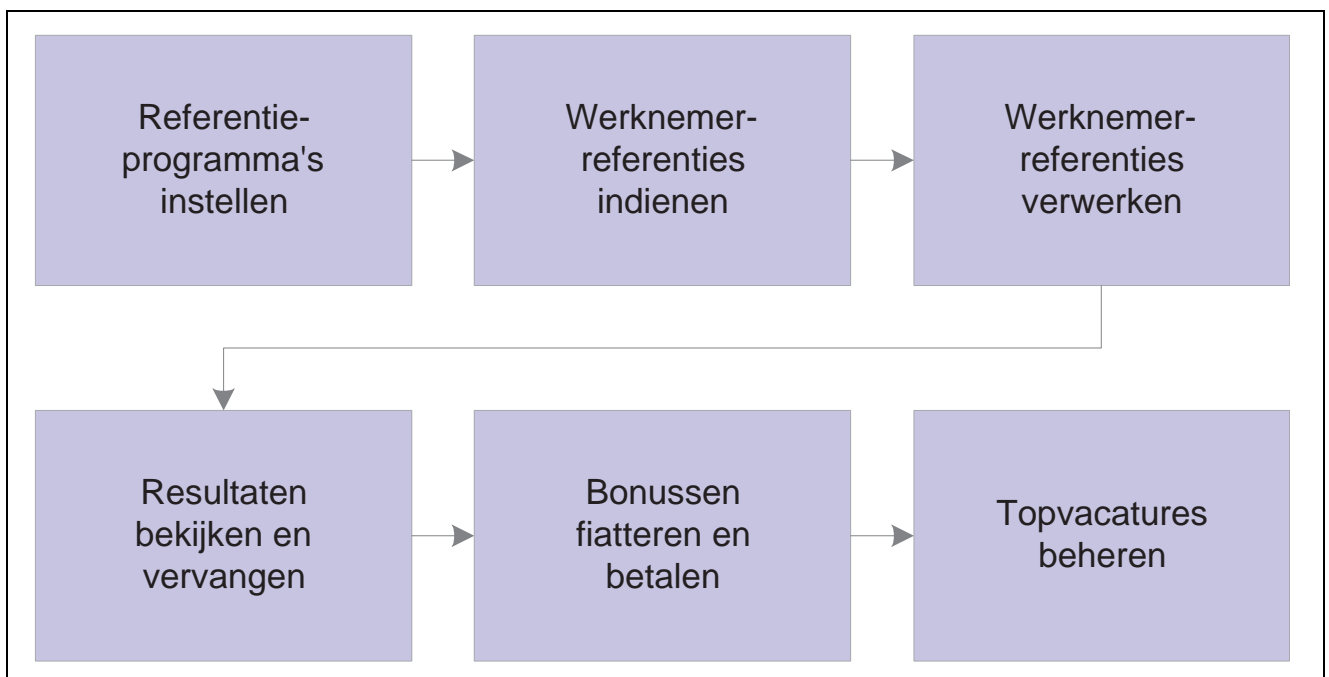 Referentie-
programma's
instellen
Werknemer-
referenties
indienen
Werknemer-
referenties
verwerken
Resultaten
bekijken en
vervangen
Bonussen
fiatteren en
betalen
Topvacatures
beheren